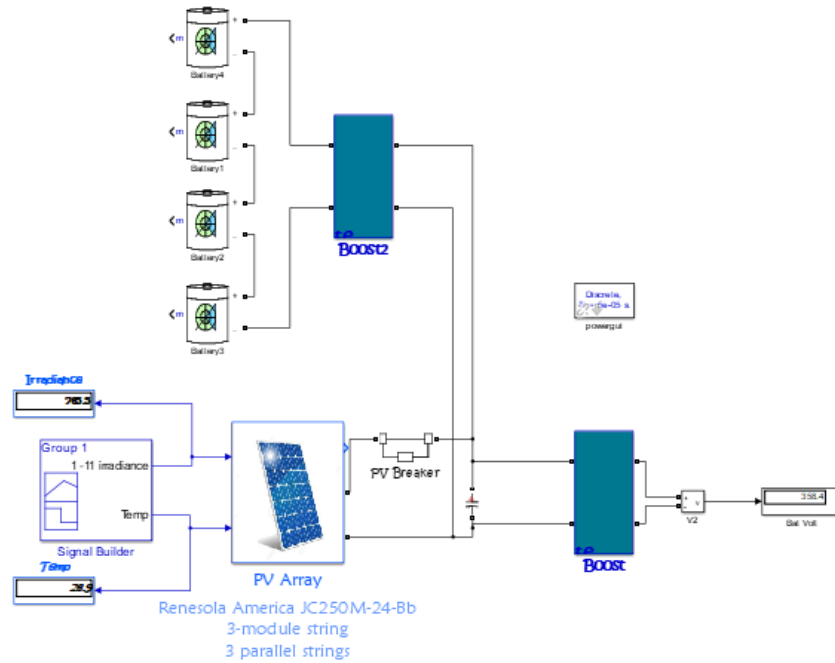 m
+
-
Battery4
m
+
-
Battery1
m
+
-
Battery2
m
+
-
Battery3
Boost2
Discrete,
powergui
Irradiance
Group 1
1 -11 irradiance
Temp
Signal Builder
Temp
PV Array
Renesola America JC250M-24-Bb
3-module string
3 parallel strings
PV Breaker
Boost
+
-
v
V2
358.4
Bat Volt